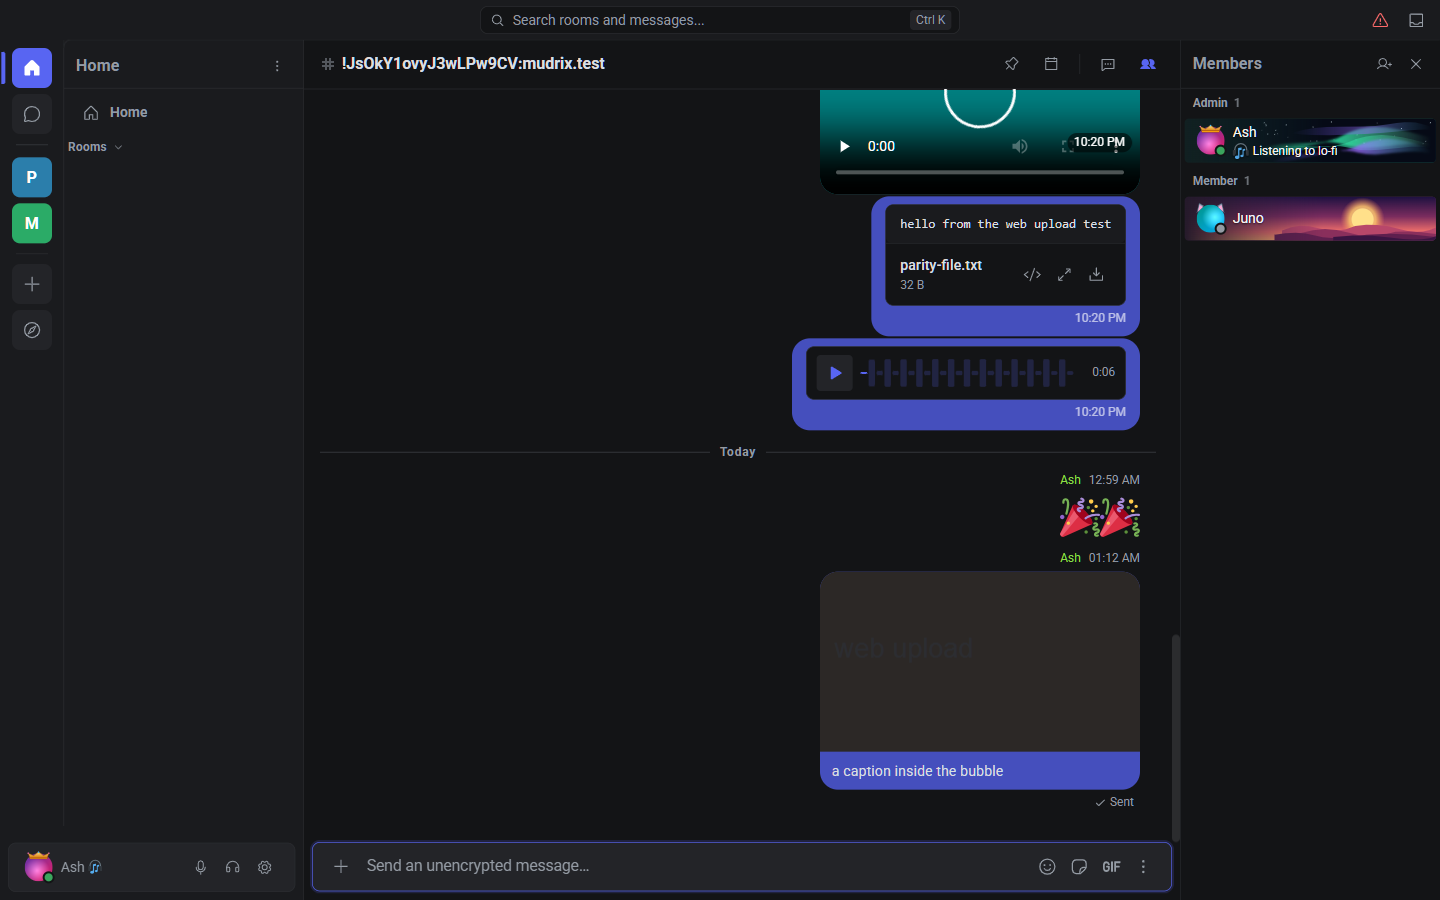 Search rooms and messages...
Ctrl K
Home
!JsOkY1ovyJ3wLPw9CV:mudrix.test
Members
Home
Rooms
P
M
0:00
10:20 PM
hello from the web upload test
parity-file.txt
32 B
10:20 PM
0:06
10:20 PM
Today
Ash 12:59 AM
Ash 01:12 AM
web upload
a caption inside the bubble
Sent
Admin 1
Ash
Listening to lo-fi
Member 1
Juno
Ash
Send an unencrypted message...
GIF